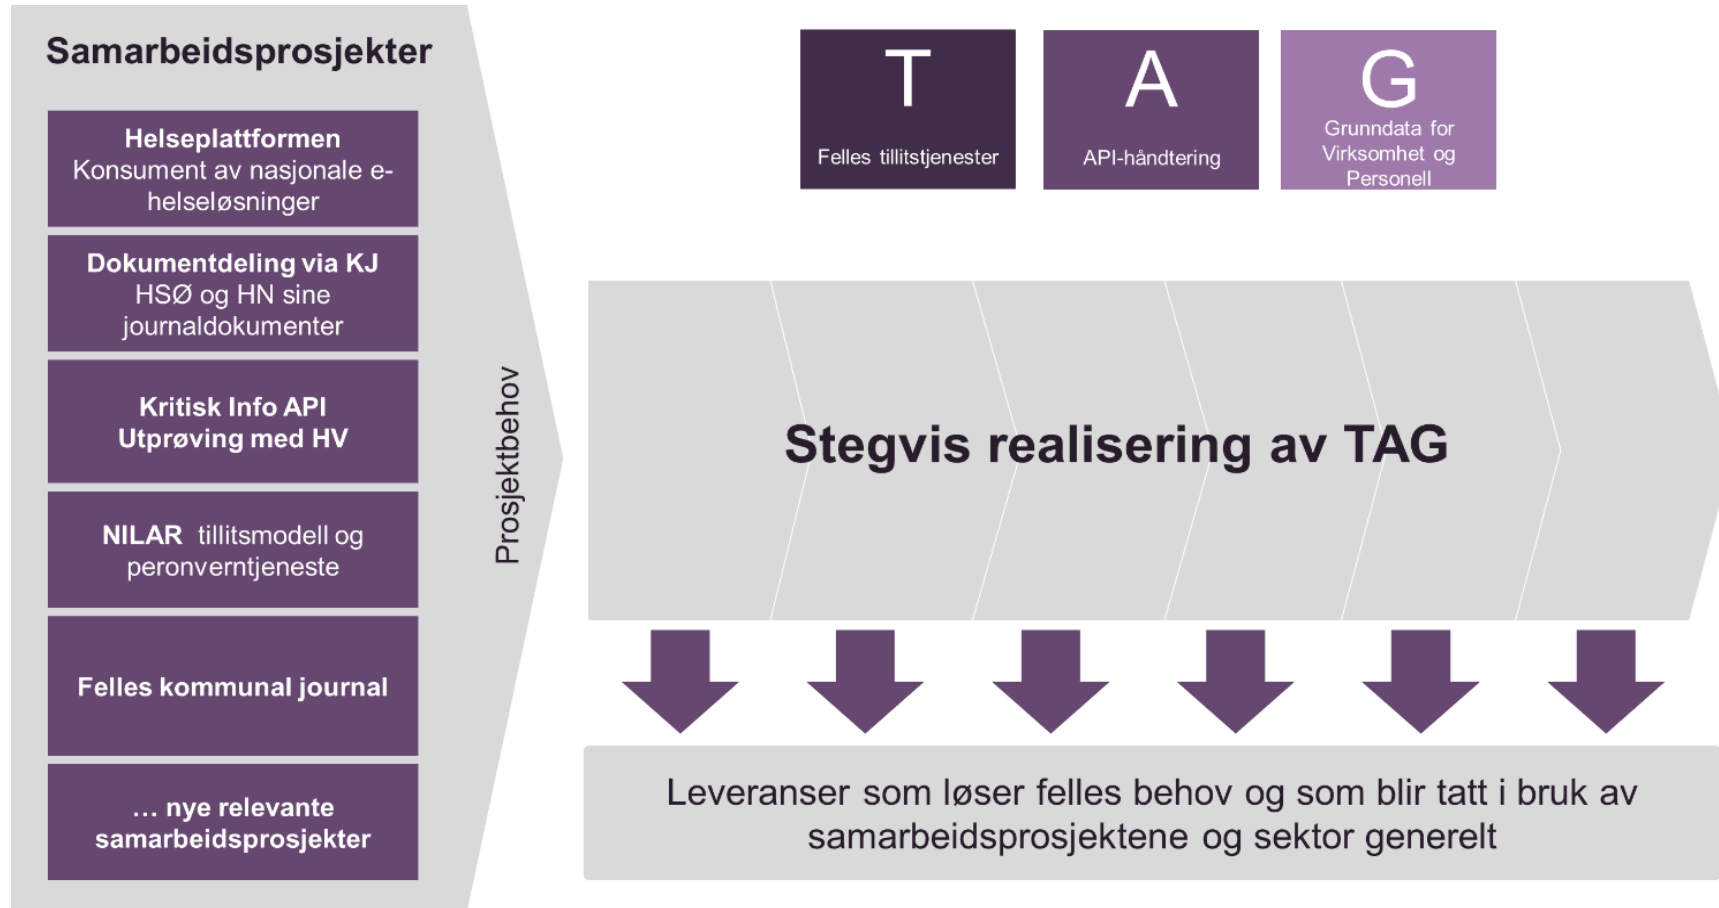 Samarbeidsprosjekter
Helseplattformen
Konsument av nasjonale e-
helseløsninger
Dokumentdeling via KJ
HSØ og HN sine
journaldokumenter
Kritisk Info API
Utprøving med HV
NILAR tillitsmodell og
peronverntjeneste
Felles kommunal journal
... nye relevante
samarbeidsprosjekter
Prosjektbehov
T
Felles tillitstjenester
A
API-håndtering
G
Grunndata for
Virksomhet og
Personell
Stegvis realisering av TAG
Leveranser som løser felles behov og som blir tatt i bruk av
samarbeidsprosjektene og sektor generelt